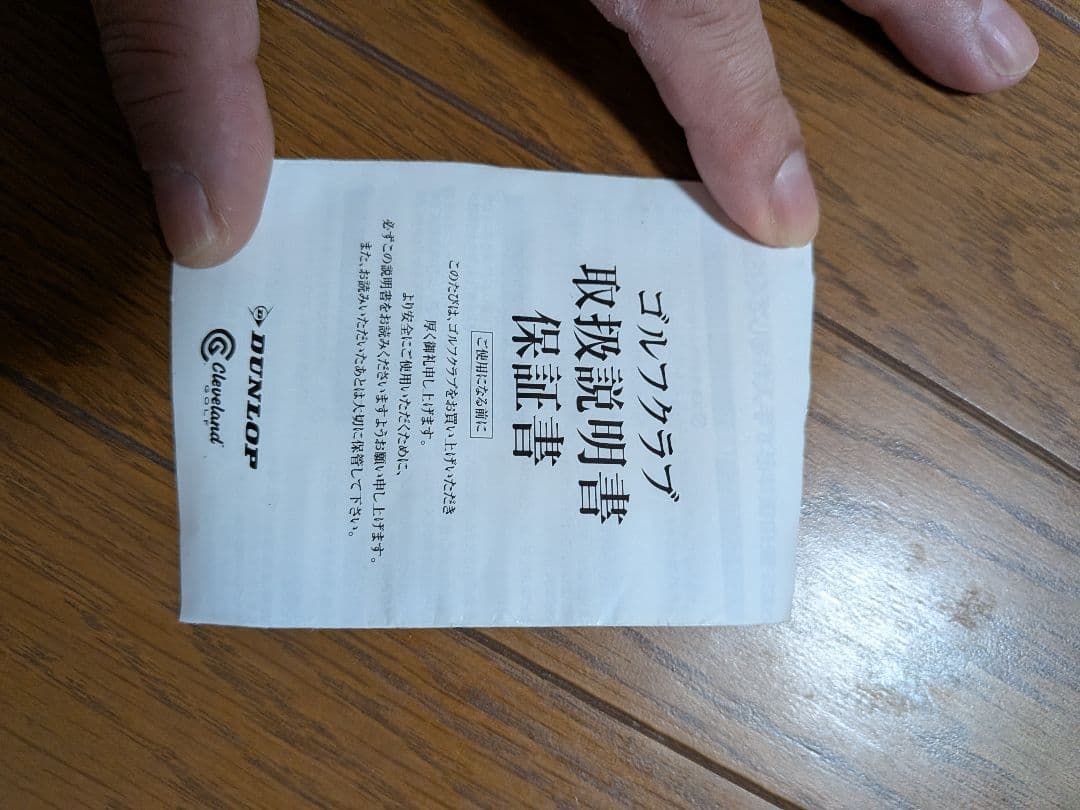 ゴルフクラブ
取扱説明書
保証書
ご使用になる前に
このたびは、ゴルフクラブをお買い上げいただき
厚く御礼申し上げます。
より安全にご使用いただくために、
必ずこの説明書をお読みくださいますようお願い申し上げます。
また、お読みいただいたあとは大切に保管して下さい。
DUNLOP
Cleveland
GOLF